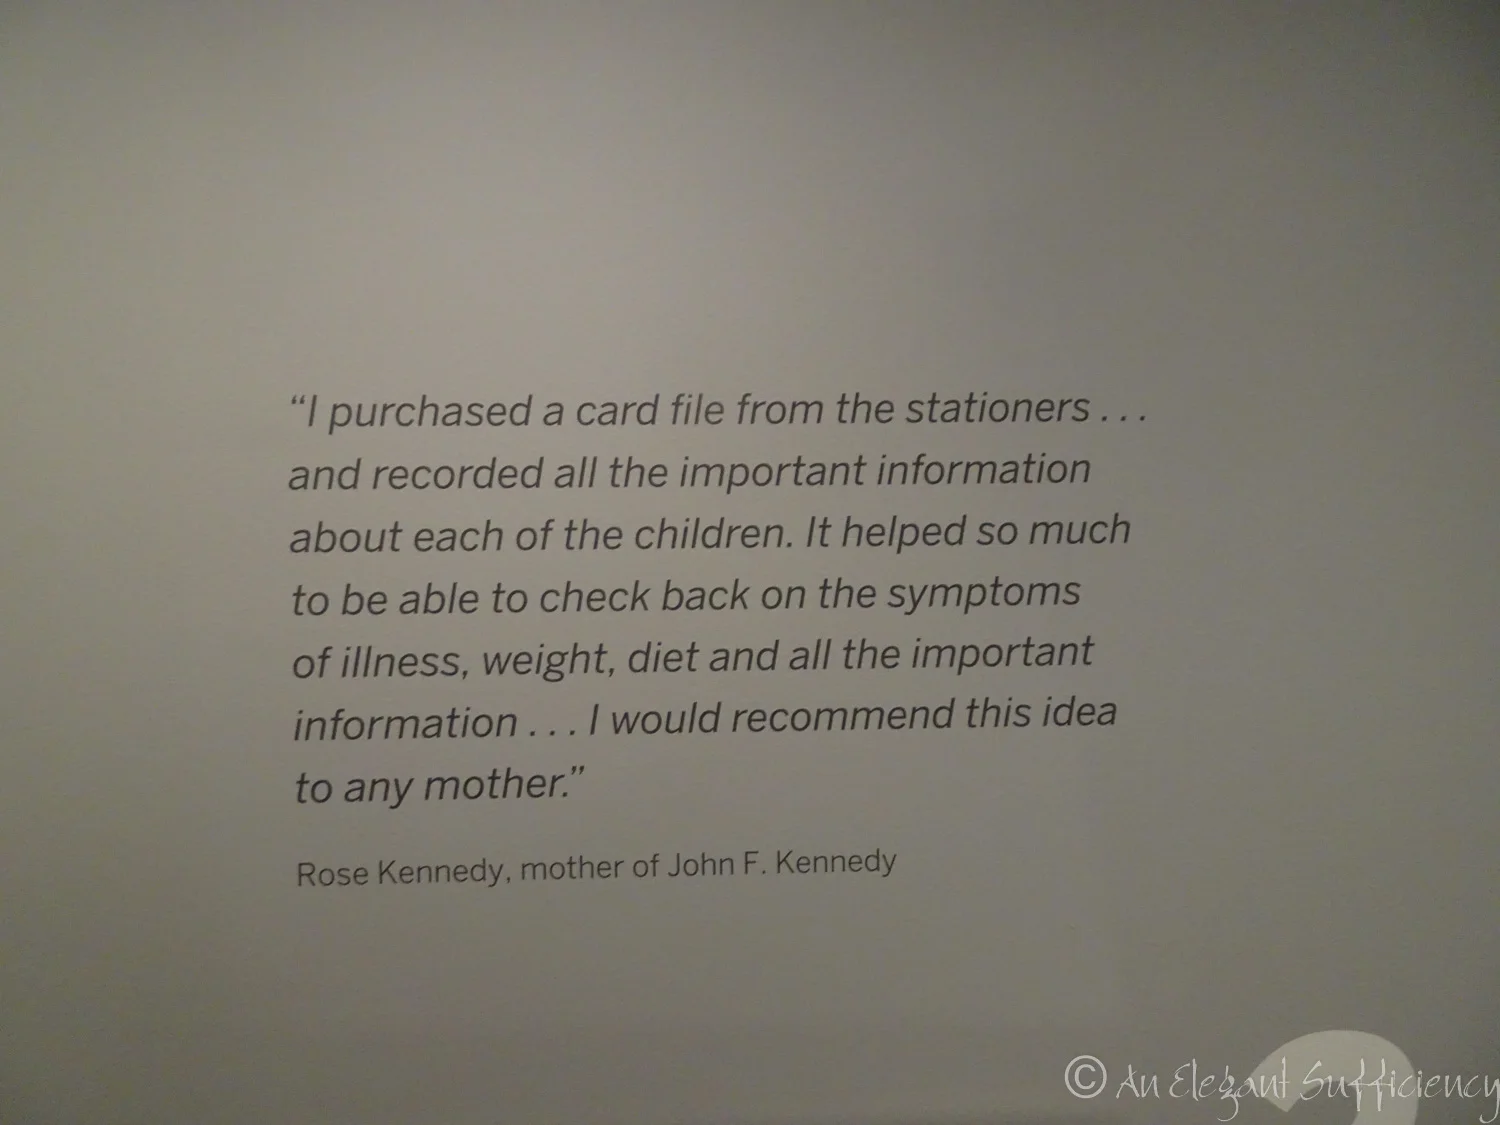 “I purchased a card file from the stationers . . .
and recorded all the important information
about each of the children. It helped so much
to be able to check back on the symptoms
of illness, weight, diet and all the important
information . . . I would recommend this idea
to any mother.”
Rose Kennedy, mother of John F. Kennedy
© An Elegant Sufficiency